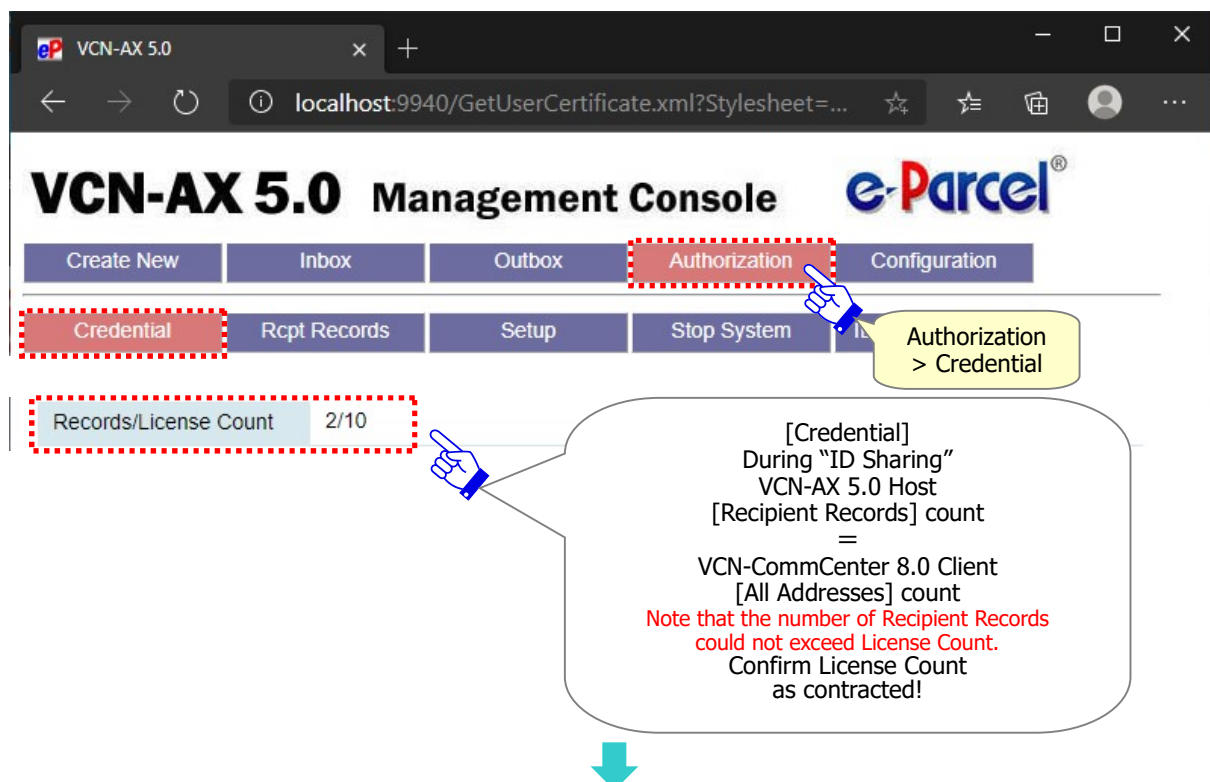 VCN-AX 5.0
localhost:9940/GetUserCertificate.xml?Stylesheet=...
VCN-AX 5.0 Management Console e-Parcel®
Create New Inbox Outbox Authorization Configuration
Credential Rcpt Records Setup Stop System
Authorization
> Credential
Records/License Count 2/10
[Credential]
During “ID Sharing”
VCN-AX 5.0 Host
[Recipient Records] count
=
VCN-CommCenter 8.0 Client
[All Addresses] count
Note that the number of Recipient Records
could not exceed License Count.
Confirm License Count
as contracted!